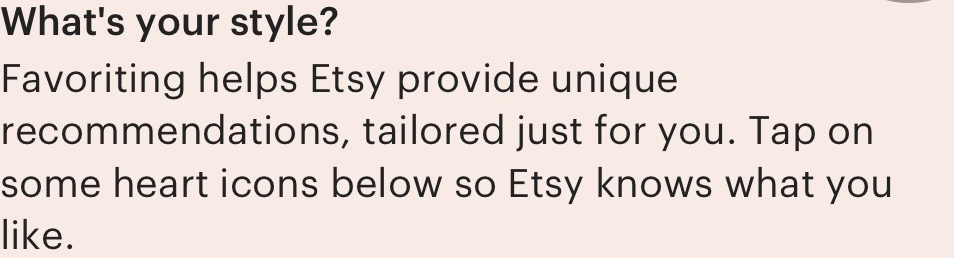 What's your style?
Favoriting helps Etsy provide unique
recommendations, tailored just for you. Tap on
some heart icons below so Etsy knows what you
like.